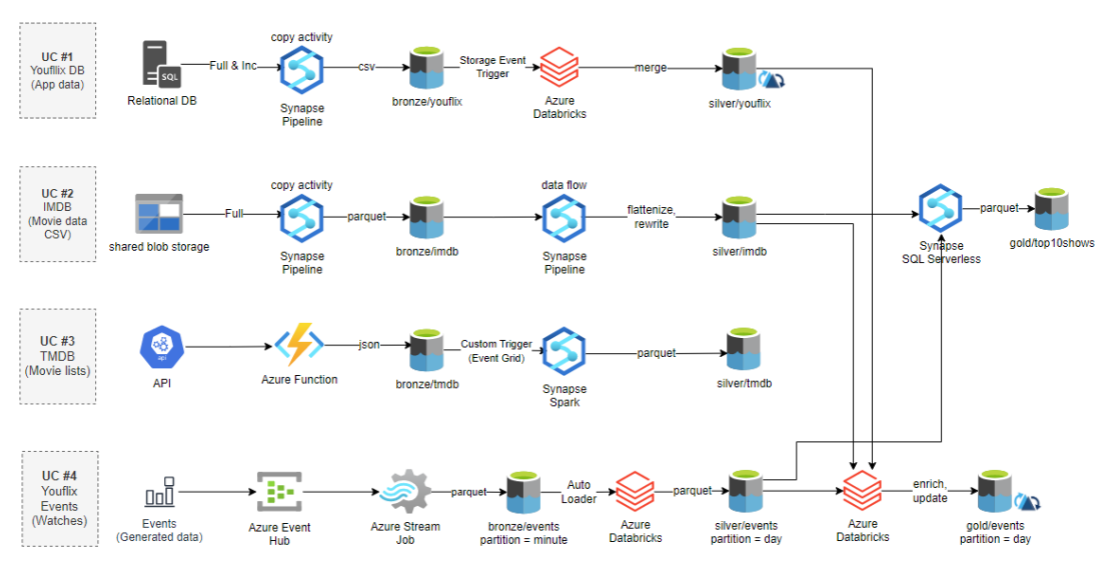 UC #1
Youflix DB
(App data)
Relational DB
SQL
Full & Inc
copy activity
Synapse
Pipeline
csv
bronze/youflix
Storage Event
Trigger
Azure
Databricks
merge
silver/youflix
UC #2
IMDB
(Movie data
CSV)
shared blob storage
Full
copy activity
Synapse
Pipeline
parquet
bronze/imdb
data flow
Synapse
Pipeline
flattenize,
rewrite
silver/imdb
Synapse
SQL Serverless
parquet
gold/top10shows
UC #3
TMDB
(Movie lists)
api
API
Azure Function
json
bronze/tmdb
Custom Trigger
(Event Grid)
Synapse
Spark
parquet
silver/tmdb
UC #4
Youflix
Events
(Watches)
Events
(Generated data)
Azure Event
Hub
Azure Stream
Job
parquet
bronze/events
partition = minute
Auto
Loader
Azure
Databricks
parquet
silver/events
partition = day
Azure
Databricks
enrich,
update
gold/events
partition = day